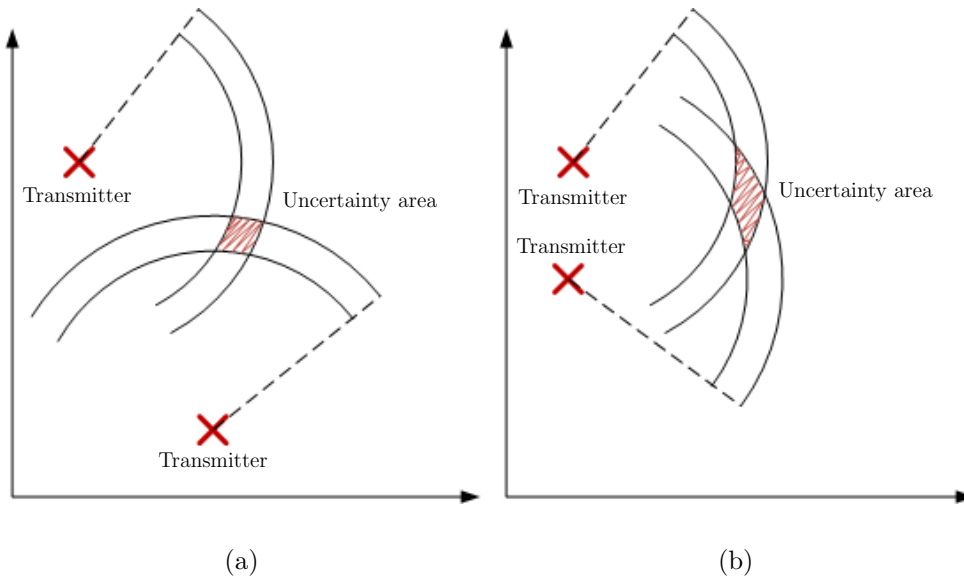 Transmitter
Uncertainty area
Transmitter
(a)
Transmitter
Uncertainty area
Transmitter
(b)